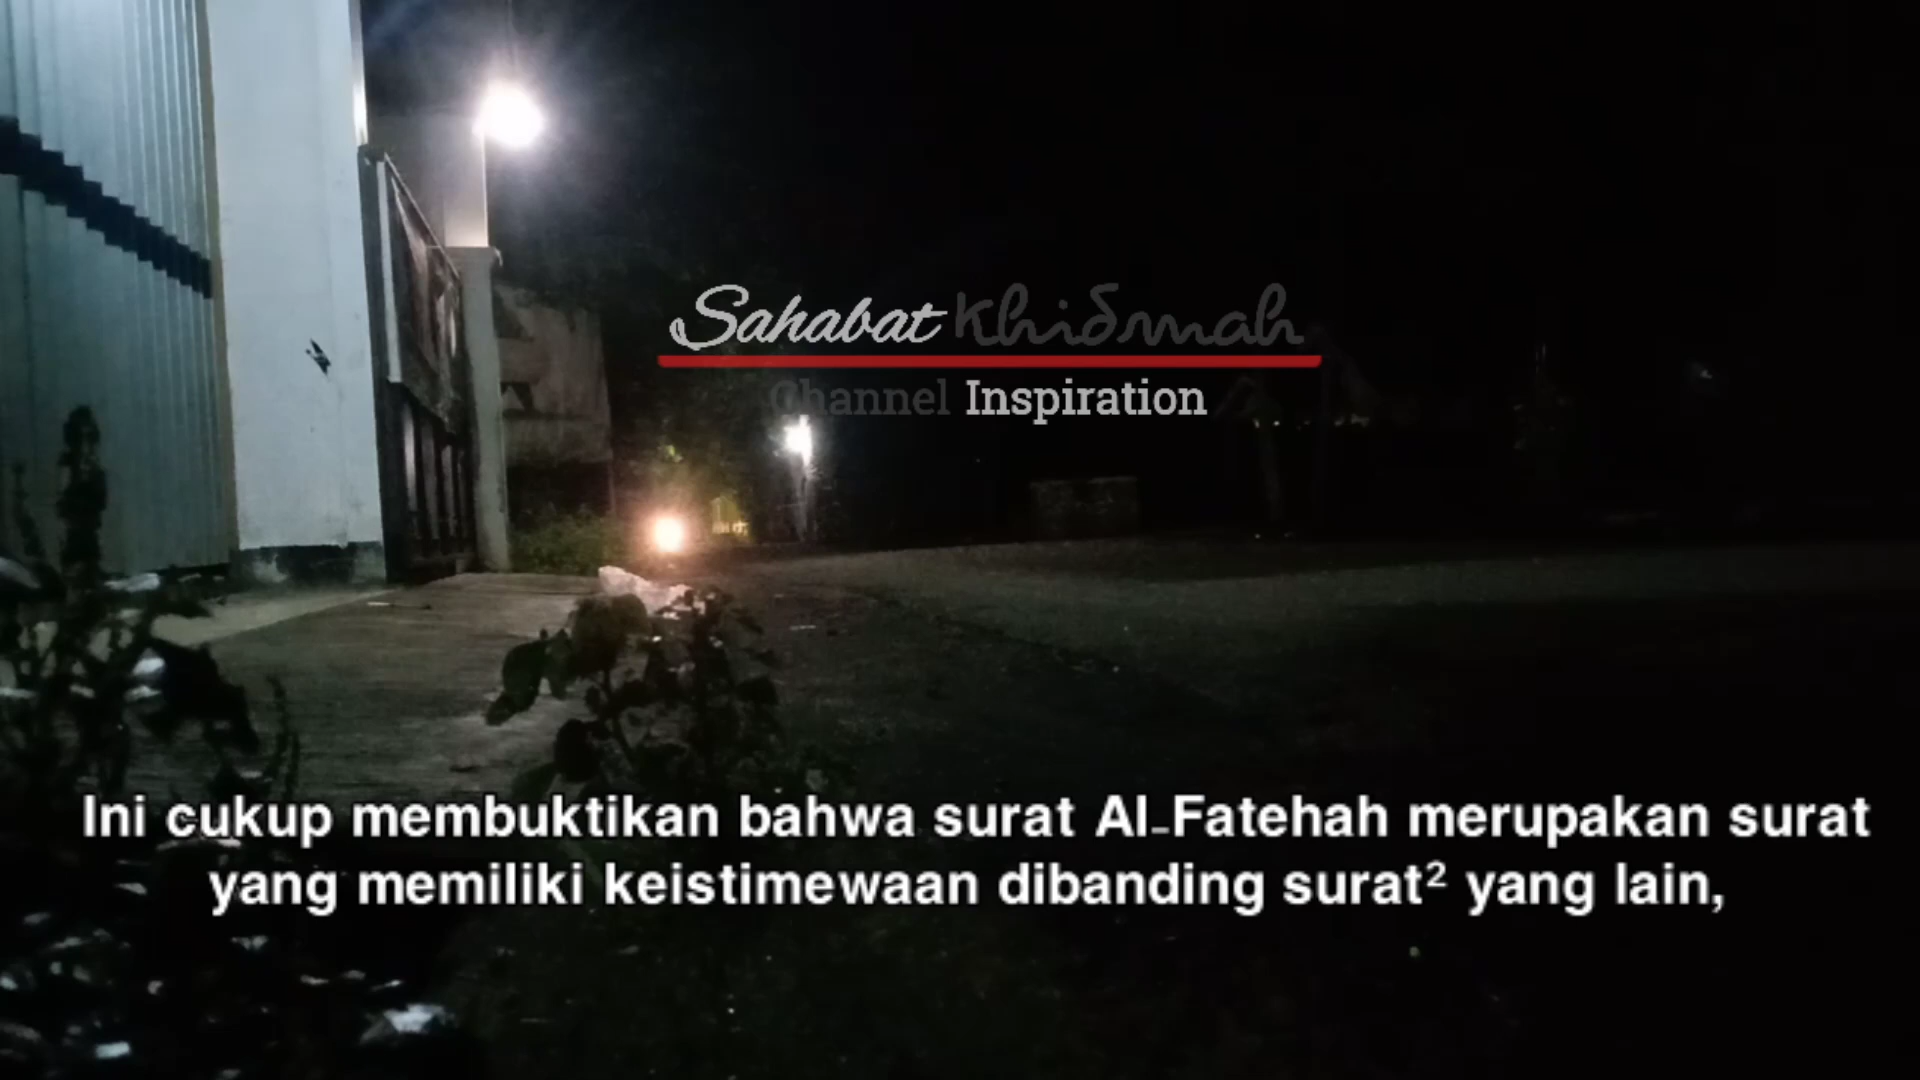 Sahabat Khidmah
Channel Inspiration
Ini cukup membuktikan bahwa surat Al-Fatehah merupakan surat
yang memiliki keistimewaan dibanding surat² yang lain,